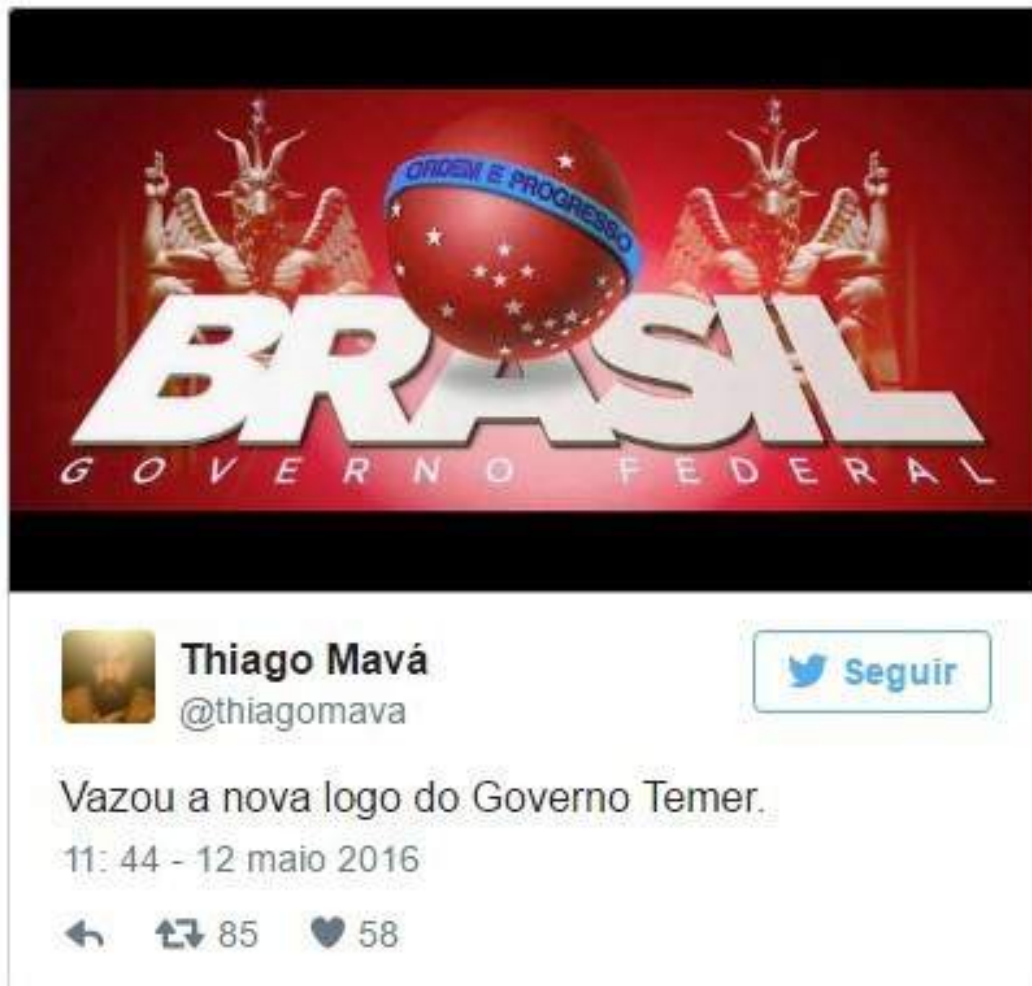 ORDEM E PROGRESSO
BRASIL
GOVERNO FEDERAL
Thiago Mavá
@thiagomava
Seguir
Vazou a nova logo do Governo Temer.
11: 44 - 12 maio 2016
85 58